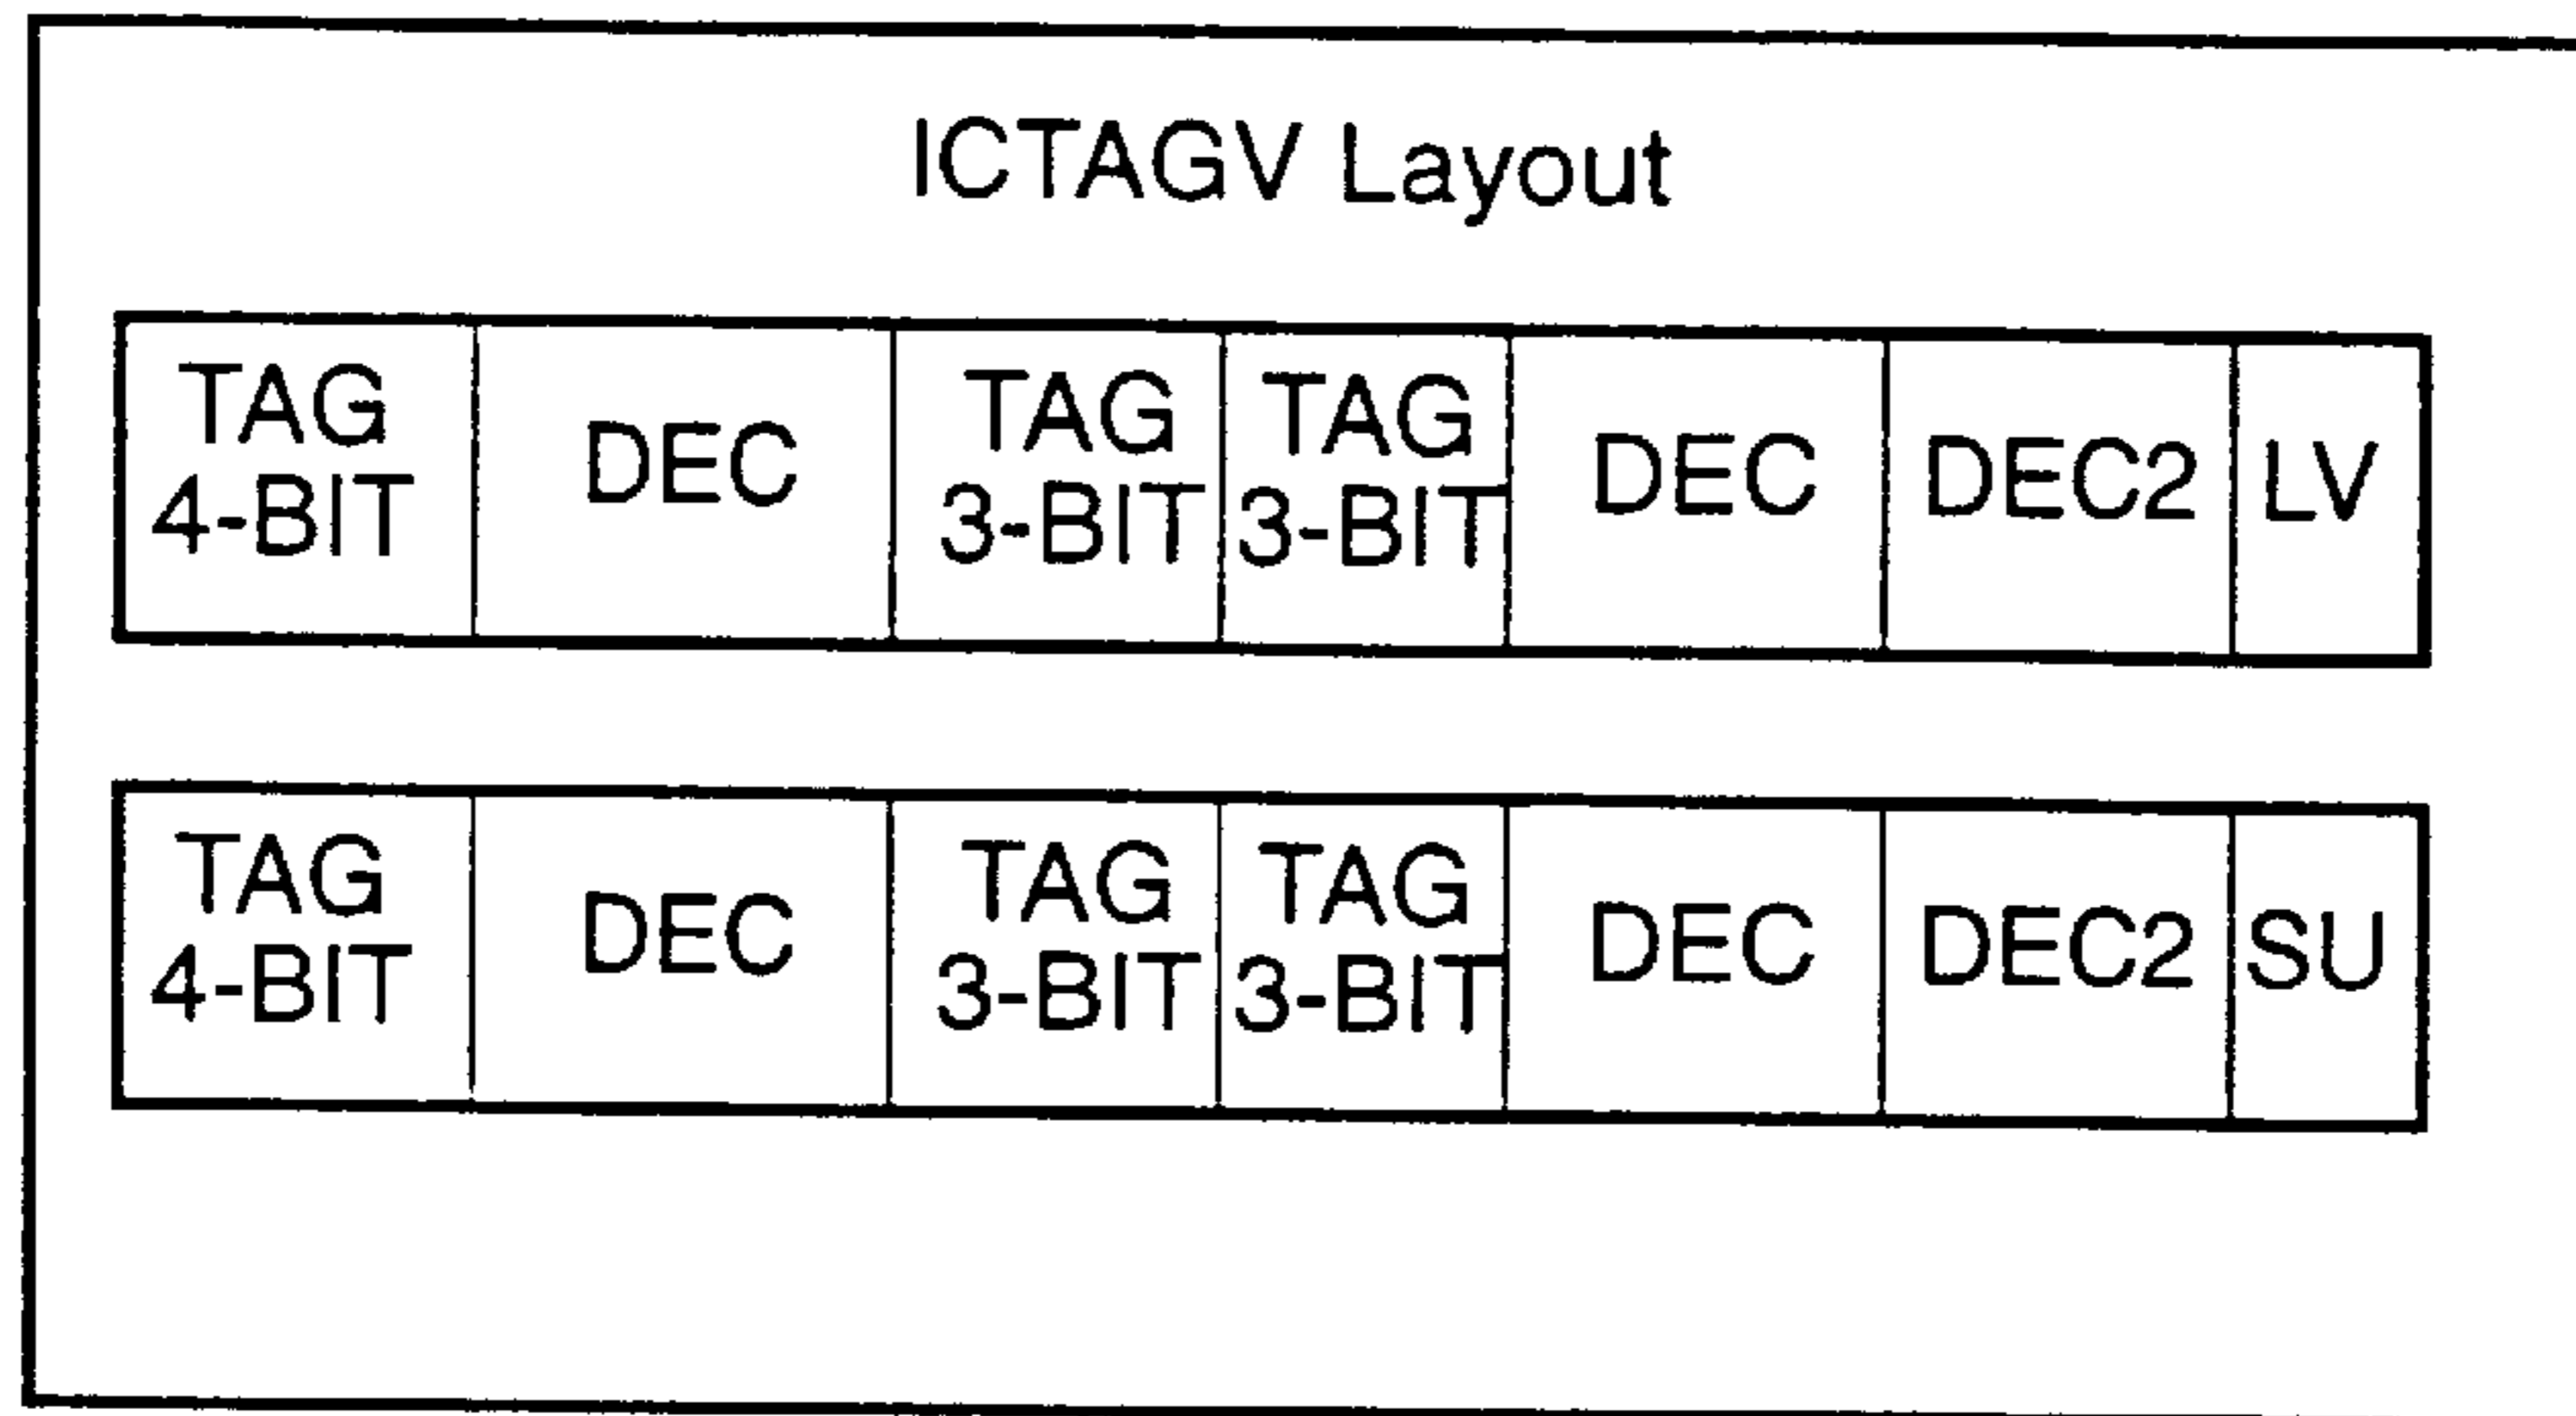 ICTAGV Layout
TAG 4-BIT DEC TAG 3-BIT TAG 3-BIT DEC DEC2 LV
TAG 4-BIT DEC TAG 3-BIT TAG 3-BIT DEC DEC2 SU